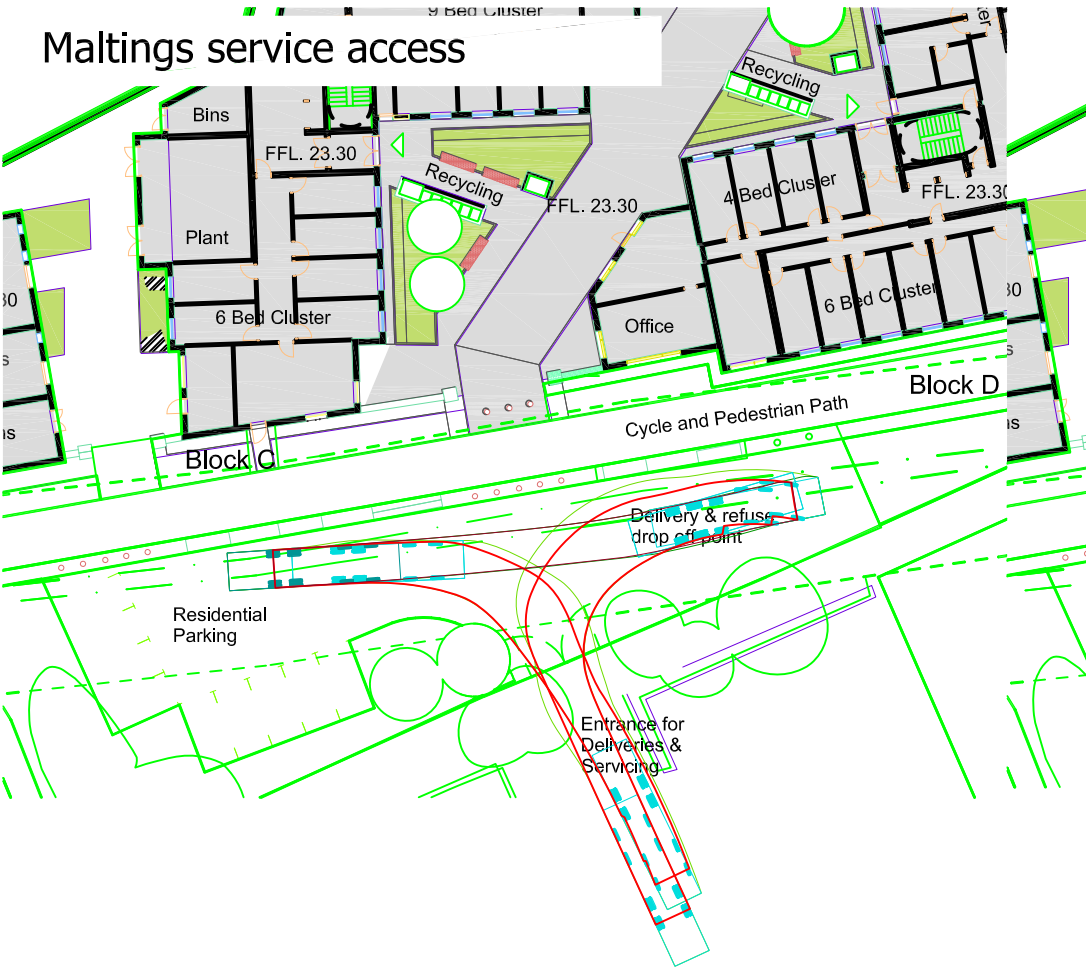 9 Bed Cluster
Maltings service access
Recycling
Bins
FFL. 23.30
Recycling
4 Bed Cluster
FFL. 23.30
FFL. 23.30
Plant
30
6 Bed Cluster
30
6 Bed Cluster
Office
Block D
Cycle and Pedestrian Path
Block C
Delivery & refuse
drop off point
Residential
Parking
Entrance for
Deliveries &
Servicing